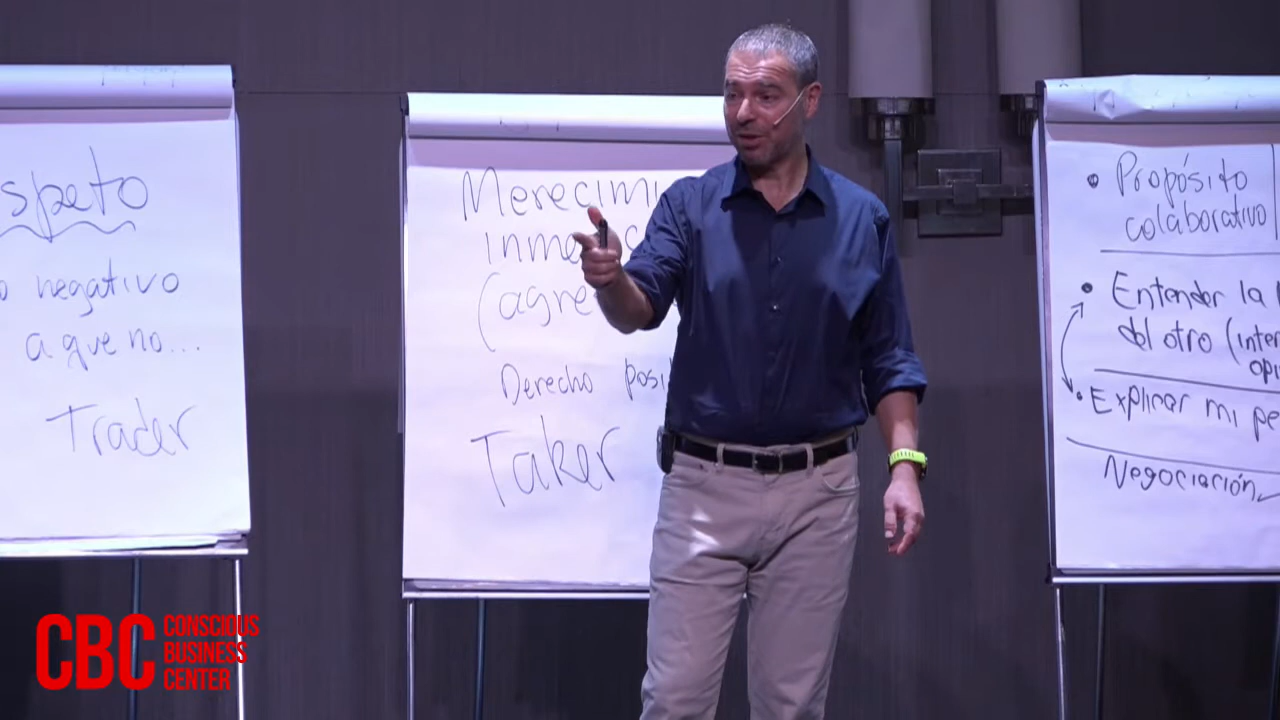 speto
negativo
a que no...
Trader
Merecimi
inme
(agre
Derecho posi
Taker
• Propósito
colaborativo
• Entender la
del otro (inter
opi
• Explicar mi pe
Negociación
CBC CONSCIOUS
BUSINESS
CENTER